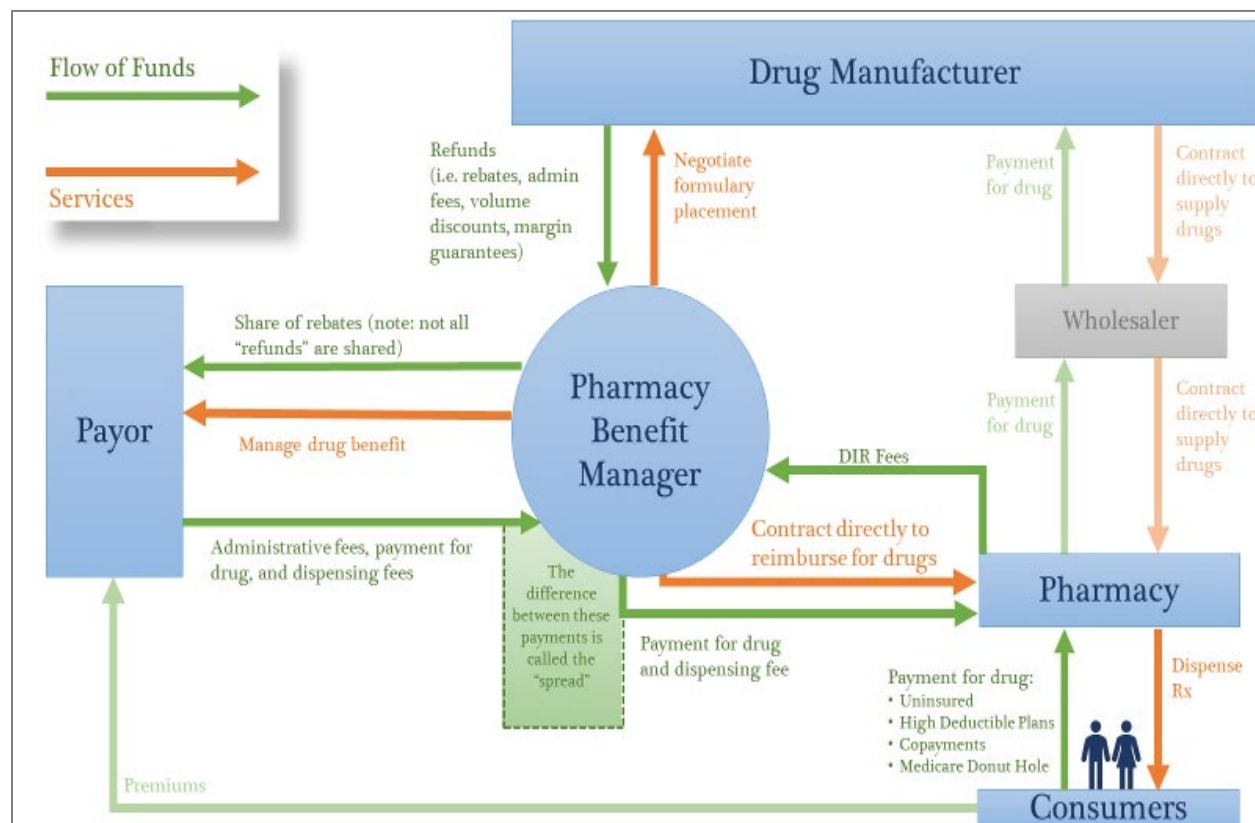 Flow of Funds
Services
Drug Manufacturer
Refunds
(i.e. rebates, admin
fees, volume
discounts, margin
guarantees)
Negotiate
formulary
placement
Payment
for drug
Contract
directly to
supply
drugs
Wholesaler
Share of rebates (note: not all
“refunds” are shared)
Payor
Manage drug benefit
Pharmacy
Benefit
Manager
Payment
for drug
Contract
directly to
supply
drugs
DIR Fees
Administrative fees, payment for
drug, and dispensing fees
The
difference
between these
payments is
called the
“spread”
Contract directly to
reimburse for drugs
Pharmacy
Payment for drug
and dispensing fee
Payment for drug:
• Uninsured
• High Deductible Plans
• Copayments
• Medicare Donut Hole
Dispense
Rx
Premiums
Consumers